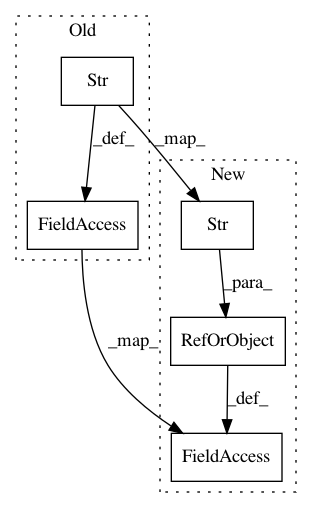 Old
Str
_def_
_map_
New
FieldAccess
Str
_para_
_map_
RefOrObject
_def_
FieldAccess